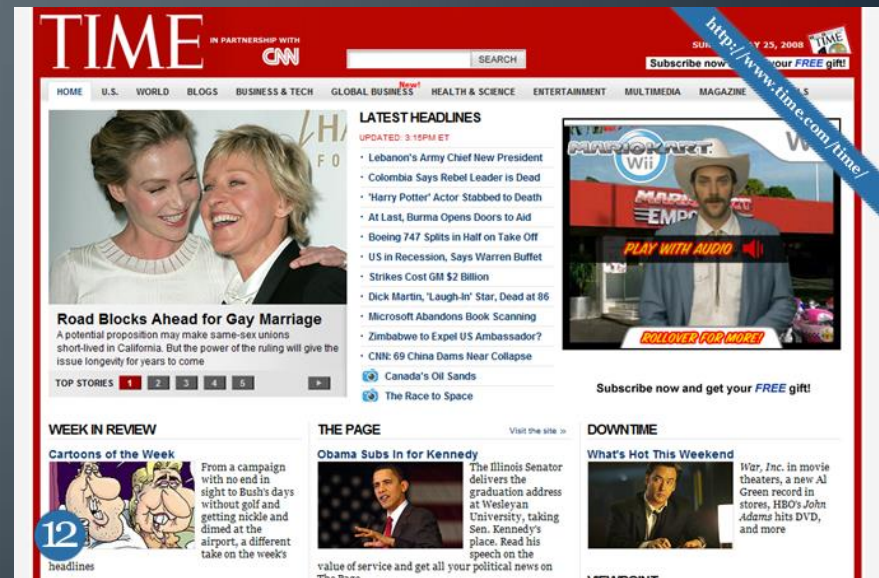 TIME
IN PARTNERSHIP WITH
CNN
SEARCH
25, 2008
TIME
Subscribe now your FREE gift!
http://www.time.com/time/
HOME U.S. WORLD BLOGS BUSINESS & TECH GLOBAL BUSINESS New! HEALTH & SCIENCE ENTERTAINMENT MULTIMEDIA MAGAZINE
Road Blocks Ahead for Gay Marriage
A potential proposition may make same-sex unions
short-lived in California. But the power of the ruling will give the
issue longevity for years to come
TOP STORIES 1 2 3 4 5
LATEST HEADLINES
UPDATED: 3:15PM ET
Lebanon's Army Chief New President
Colombia Says Rebel Leader is Dead
'Harry Potter' Actor Stabbed to Death
At Last, Burma Opens Doors to Aid
Boeing 747 Splits in Half on Take Off
US in Recession, Says Warren Buffet
Strikes Cost GM $2 Billion
Dick Martin, 'Laugh-In' Star, Dead at 86
Microsoft Abandons Book Scanning
Zimbabwe to Expel US Ambassador?
CNN: 69 China Dams Near Collapse
Canada's Oil Sands
The Race to Space
MARIOKART
Wii
PLAY WITH AUDIO
ROLLOVER FOR MORE!
Subscribe now and get your FREE gift!
WEEK IN REVIEW
Cartoons of the Week
From a campaign
with no end in
sight to Bush's days
without golf and
getting nickle and
dimed at the
airport, a different
take on the week's
headlines
12
THE PAGE
Visit the site »
Obama Subs In for Kennedy
The Illinois Senator
delivers the
graduation address
at Wesleyan
University, taking
Sen. Kennedy's
place. Read his
speech on the
value of service and get all your political news on
The Page
DOWNTIME
What's Hot This Weekend
War, Inc. in movie
theaters, a new Al
Green record in
stores, HBO's John
Adams hits DVD,
and more
VIEWPOINT